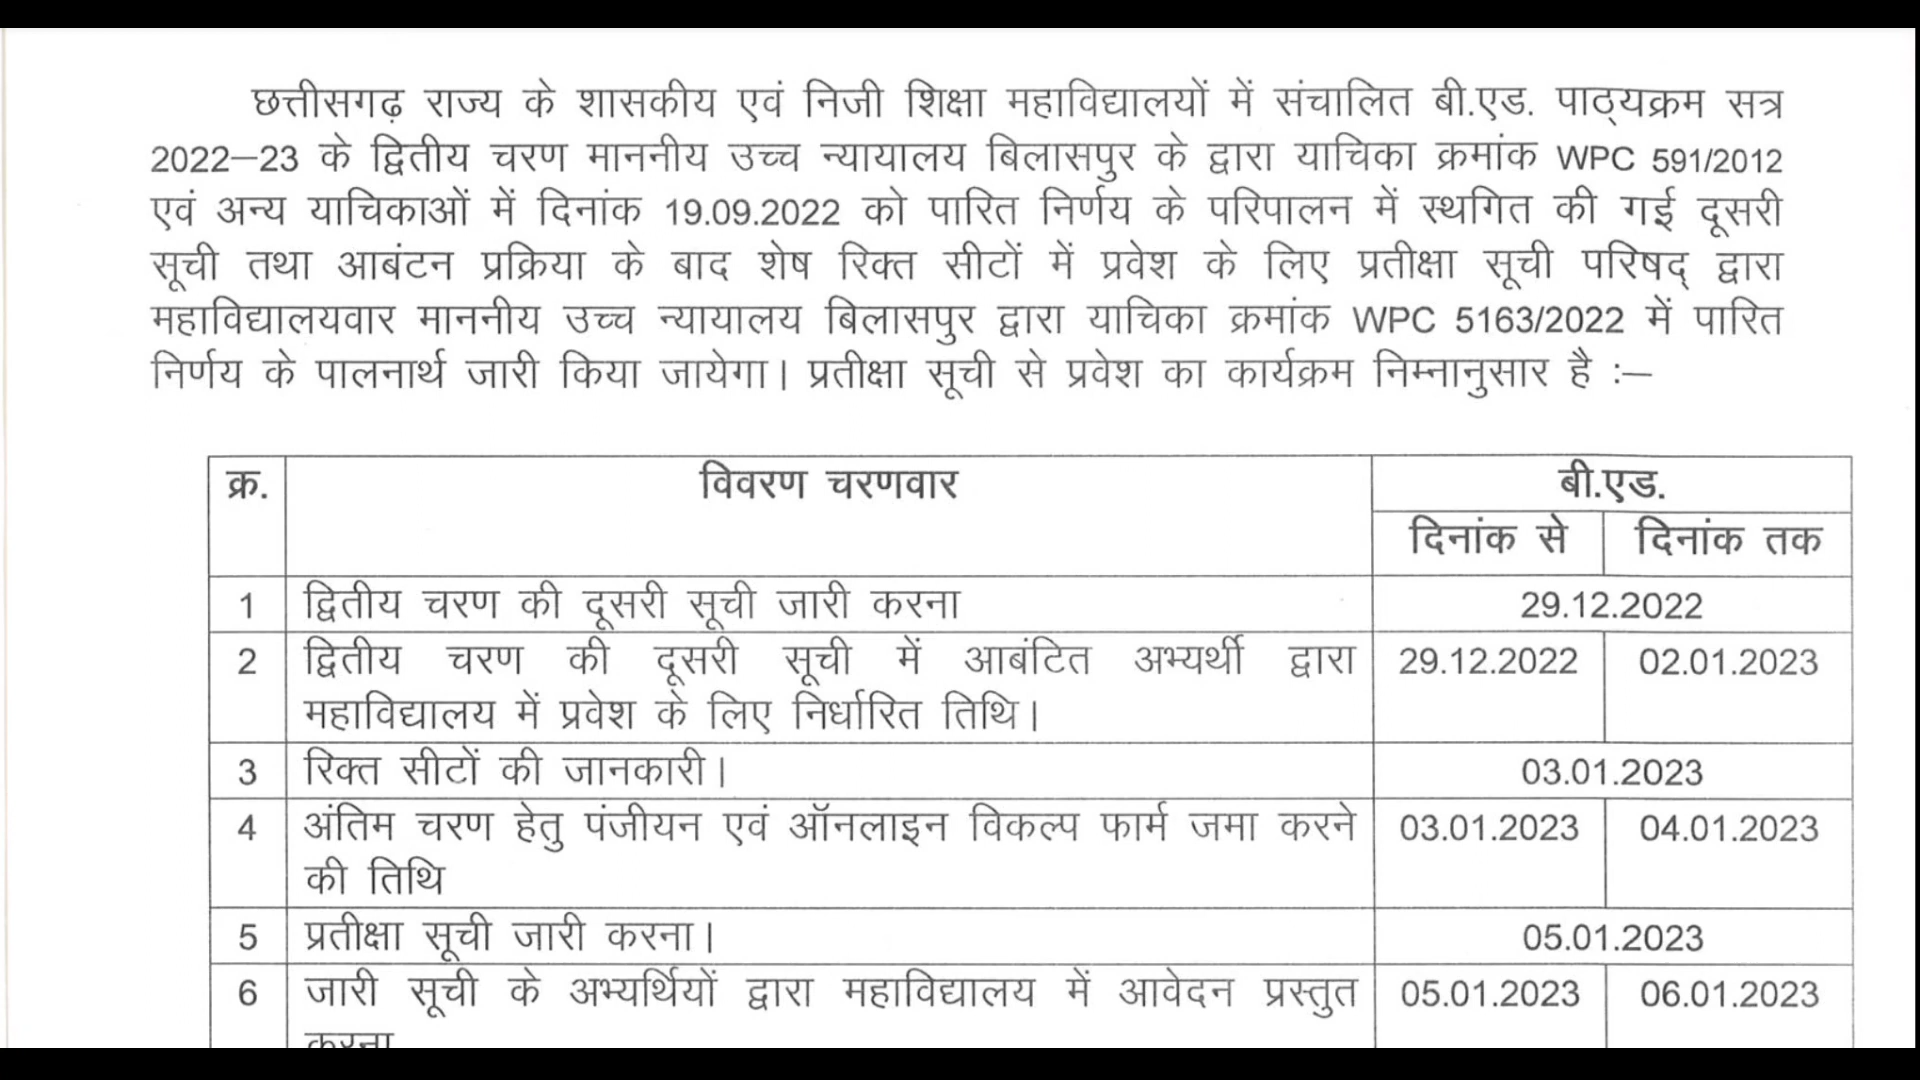 छत्तीसगढ़ राज्य के शासकीय एवं निजी शिक्षा महाविद्यालयों में संचालित बी.एड. पाठ्यक्रम सत्र
2022–23 के द्वितीय चरण माननीय उच्च न्यायालय बिलासपुर के द्वारा याचिका क्रमांक WPC 591/2012
एवं अन्य याचिकाओं में दिनांक 19.09.2022 को पारित निर्णय के परिपालन में स्थगित की गई दूसरी
सूची तथा आबंटन प्रक्रिया के बाद शेष रिक्त सीटों में प्रवेश के लिए प्रतीक्षा सूची परिषद् द्वारा
महाविद्यालयवार माननीय उच्च न्यायालय बिलासपुर द्वारा याचिका क्रमांक WPC 5163/2022 में पारित
निर्णय के पालनार्थ जारी किया जायेगा। प्रतीक्षा सूची से प्रवेश का कार्यक्रम निम्नानुसार है :–
क्र. विवरण चरणवार बी.एड.
दिनांक से दिनांक तक
1 द्वितीय चरण की दूसरी सूची जारी करना 29.12.2022
2 द्वितीय चरण की दूसरी सूची में आबंटित अभ्यर्थी द्वारा 29.12.2022 02.01.2023
महाविद्यालय में प्रवेश के लिए निर्धारित तिथि।
3 रिक्त सीटों की जानकारी। 03.01.2023
4 अंतिम चरण हेतु पंजीयन एवं ऑनलाइन विकल्प फार्म जमा करने 03.01.2023 04.01.2023
की तिथि
5 प्रतीक्षा सूची जारी करना। 05.01.2023
6 जारी सूची के अभ्यर्थियों द्वारा महाविद्यालय में आवेदन प्रस्तुत 05.01.2023 06.01.2023
करना